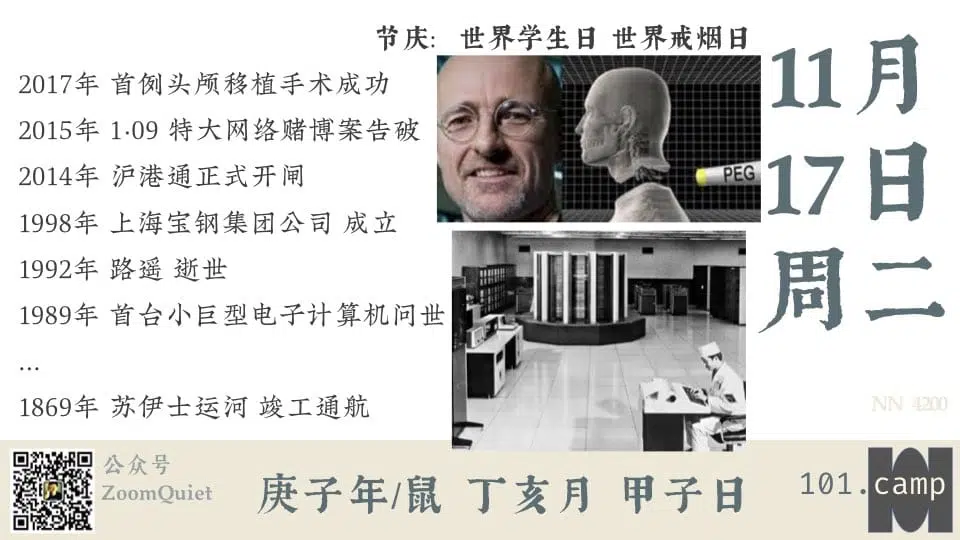 节庆: 世界学生日 世界戒烟日
2017年 首例头颅移植手术成功
2015年 1·09 特大网络赌博案告破
2014年 沪港通正式开闸
1998年 上海宝钢集团公司 成立
1992年 路遥 逝世
1989年 首台小巨型电子计算机问世
...
1869年 苏伊士运河 竣工通航
PEG
11月
17日
周二
NN 4200
公众号
ZoomQuiet
庚子年/鼠 丁亥月 甲子日
101.camp